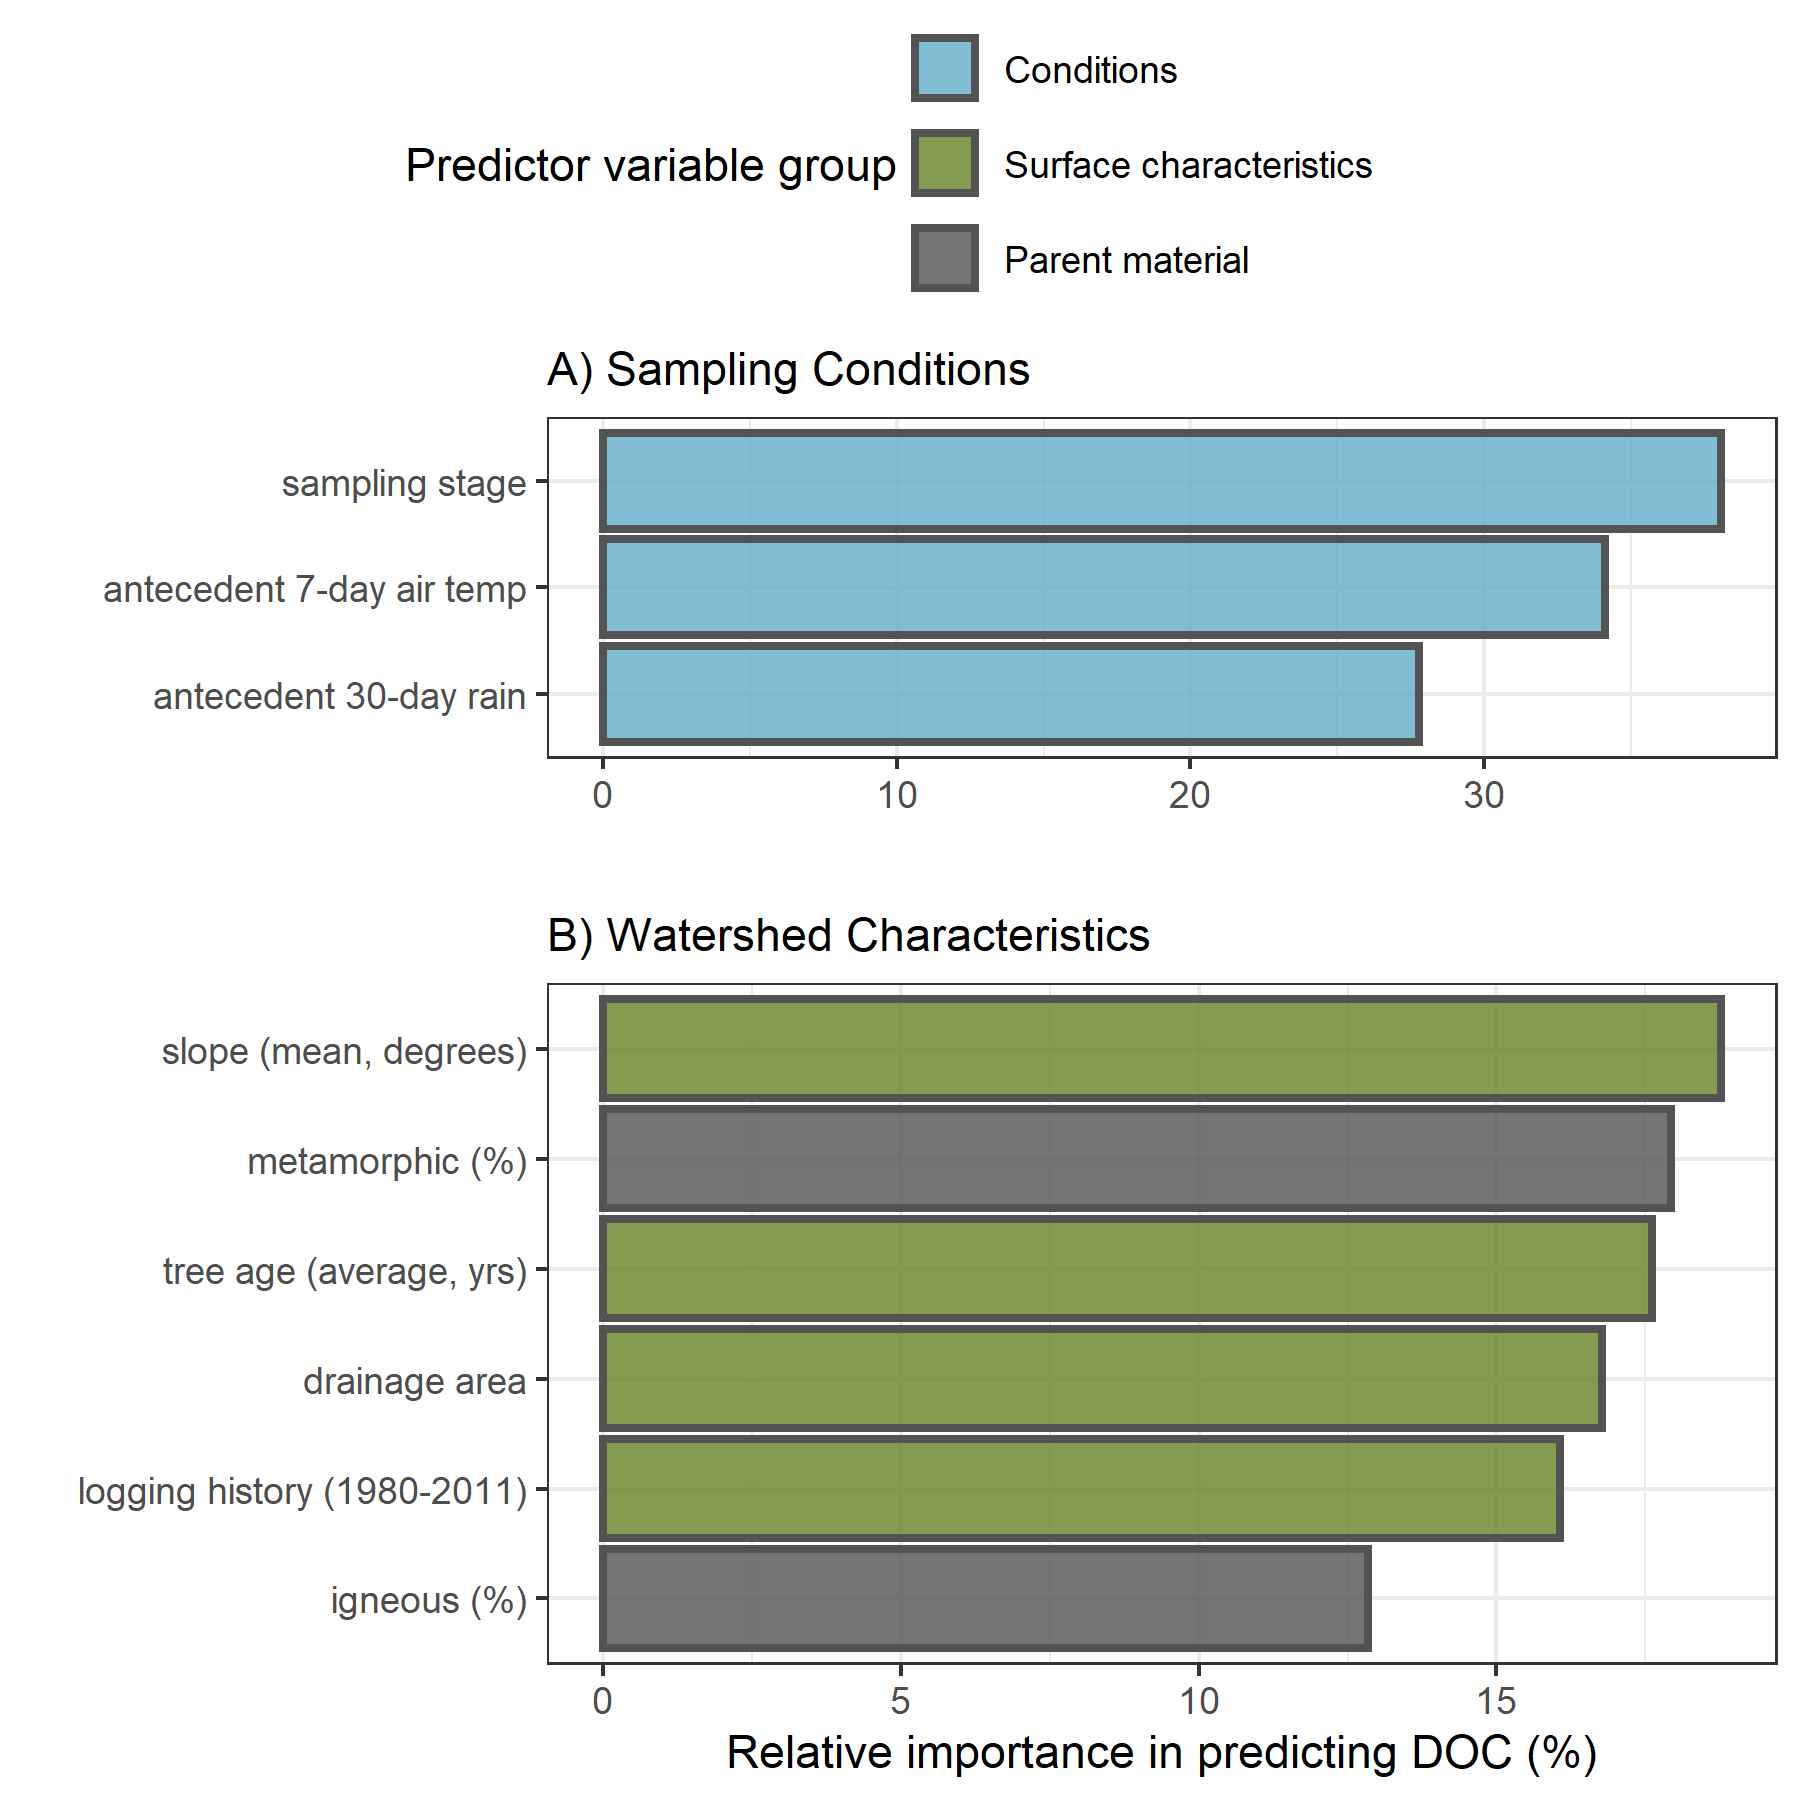 Conditions
Predictor variable group
Surface characteristics
Parent material
A) Sampling Conditions
sampling stage
antecedent 7-day air temp
antecedent 30-day rain
0 10 20 30
B) Watershed Characteristics
slope (mean, degrees)
metamorphic (%)
tree age (average, yrs)
drainage area
logging history (1980-2011)
igneous (%)
0 5 10 15
Relative importance in predicting DOC (%)